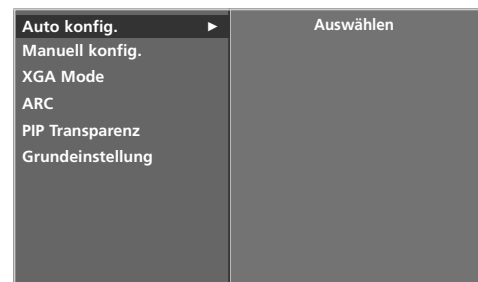 Auto konfig. ► Auswählen
Manuell konfig.
XGA Mode
ARC
PIP Transparenz
Grundeinstellung